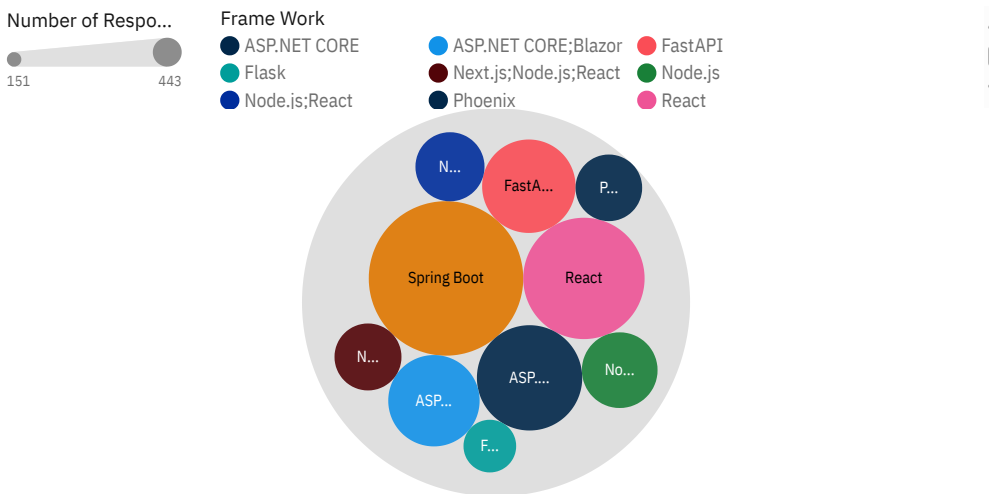 Number of Respo...
151 443
Frame Work
ASP.NET CORE ASP.NET CORE;Blazor FastAPI
Flask Next.js;Node.js;React Node.js
Node.js;React Phoenix React
N...
FastA...
P...
Spring Boot
React
N...
No...
ASP....
ASP...
F...